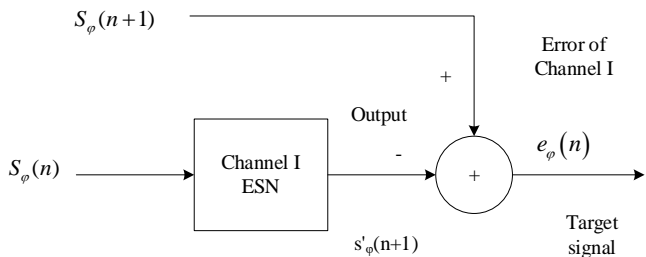 S_φ(n+1)
Error of
Channel I
+
Output
-
S_φ(n)
Channel I
ESN
+
e_φ(n)
s'_φ(n+1)
Target
signal